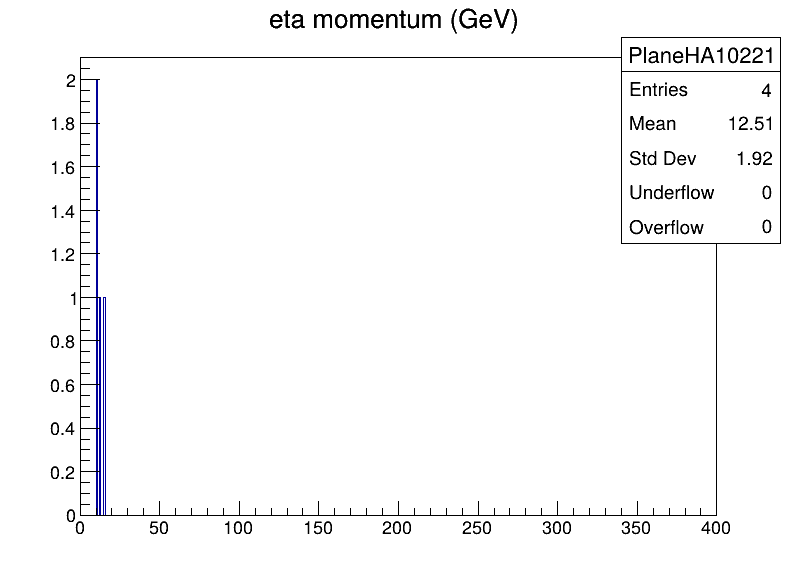 eta momentum (GeV)
PlaneHA10221
Entries 4
Mean 12.51
Std Dev 1.92
Underflow 0
Overflow 0
2
1.8
1.6
1.4
1.2
1
0.8
0.6
0.4
0.2
0
0 50 100 150 200 250 300 350 400